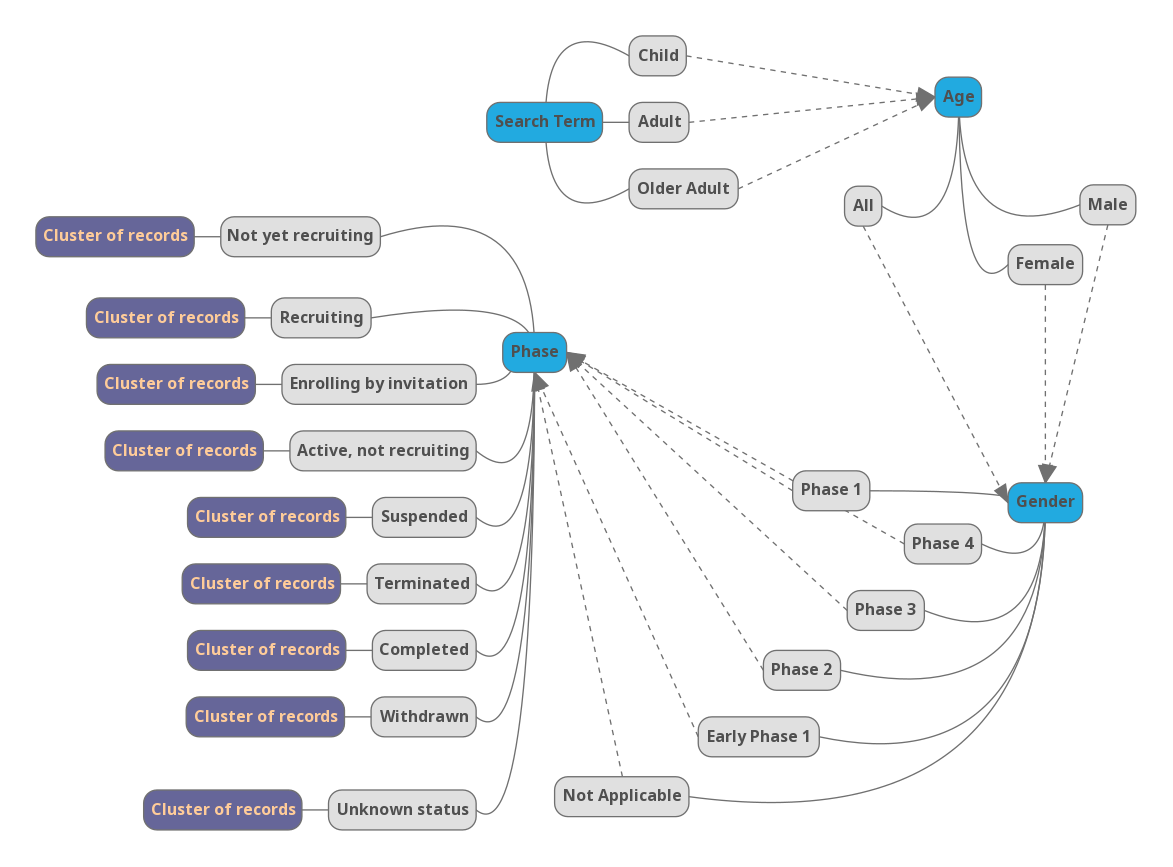 Child
Age
Search Term
Adult
Older Adult
All
Male
Cluster of records
Not yet recruiting
Female
Cluster of records
Recruiting
Phase
Cluster of records
Enrolling by invitation
Cluster of records
Active, not recruiting
Phase 1
Gender
Cluster of records
Suspended
Phase 4
Cluster of records
Terminated
Phase 3
Cluster of records
Completed
Phase 2
Cluster of records
Withdrawn
Early Phase 1
Not Applicable
Cluster of records
Unknown status